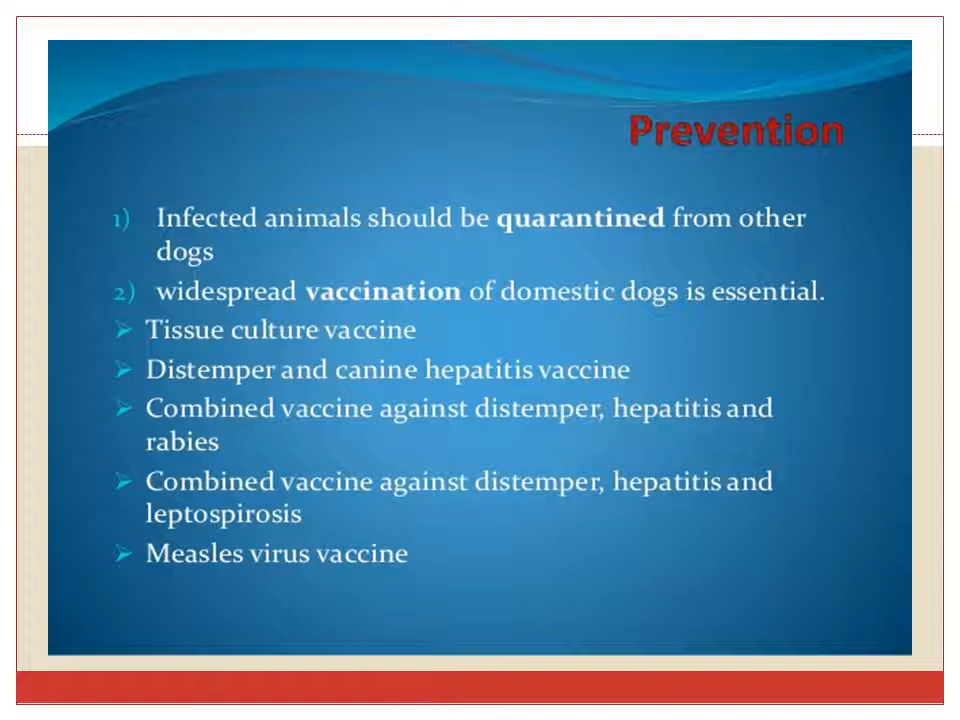 Prevention
1) Infected animals should be quarantined from other
dogs
2) widespread vaccination of domestic dogs is essential.
➢ Tissue culture vaccine
➢ Distemper and canine hepatitis vaccine
➢ Combined vaccine against distemper, hepatitis and
rabies
➢ Combined vaccine against distemper, hepatitis and
leptospirosis
➢ Measles virus vaccine